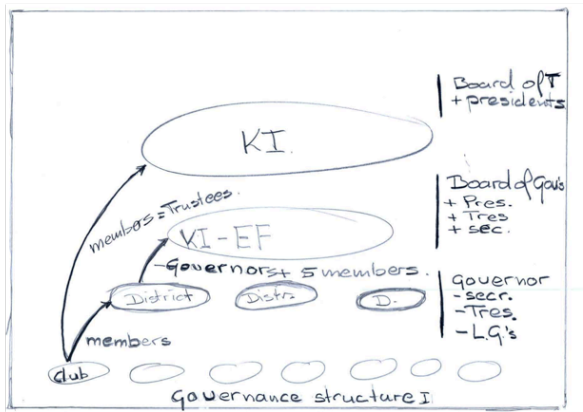 Board of T
+ presidents
KI.
members=Trustees.
Board of Gov's
+ Pres.
+ Tres
+ sec.
KI-EF
-Governors+ 5 members.
District
Distr.
D.
Governor
-secr.
-Tres.
-L.G.'s
members
club
Governance structure I